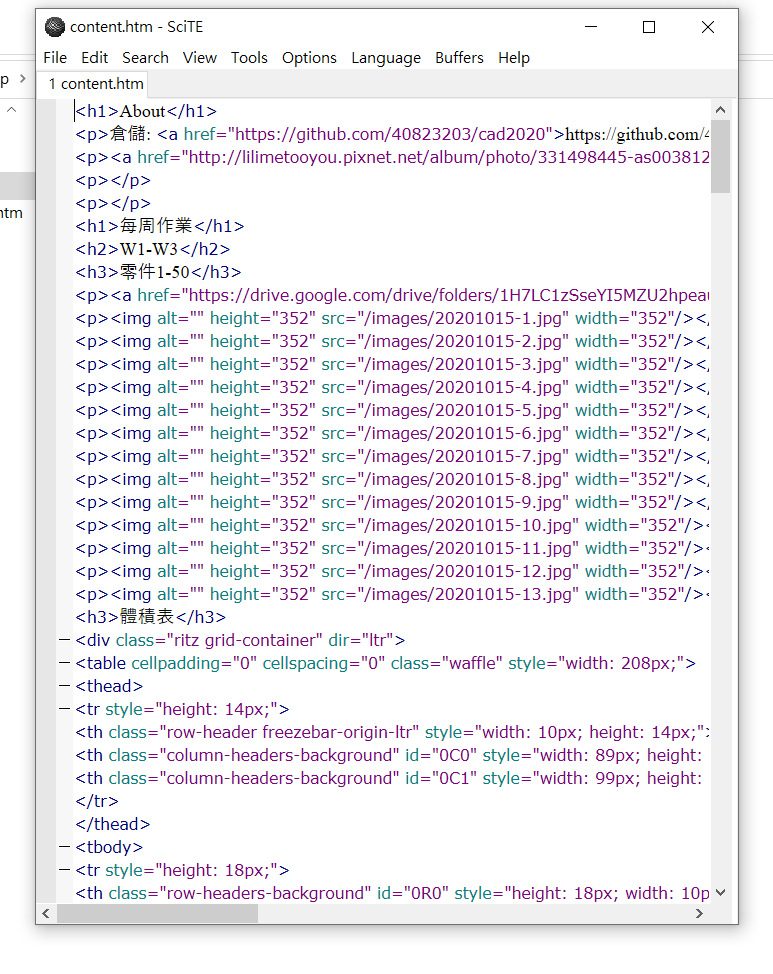 content.htm - SciTE
File Edit Search View Tools Options Language Buffers Help
p
1 content.htm
<h1>About</h1>
<p>倉儲: <a href="https://github.com/40823203/cad2020">https://github.com/4
<p><a href="http://lilimetooyou.pixnet.net/album/photo/331498445-as003812
<p></p>
<p></p>
htm
<h1>每周作業</h1>
<h2>W1-W3</h2>
<h3>零件1-50</h3>
<p><a href="https://drive.google.com/drive/folders/1H7LC1zSseYI5MZU2hpeau
<p><img alt="" height="352" src="/images/20201015-1.jpg" width="352"/></
<p><img alt="" height="352" src="/images/20201015-2.jpg" width="352"/></
<p><img alt="" height="352" src="/images/20201015-3.jpg" width="352"/></
<p><img alt="" height="352" src="/images/20201015-4.jpg" width="352"/></
<p><img alt="" height="352" src="/images/20201015-5.jpg" width="352"/></
<p><img alt="" height="352" src="/images/20201015-6.jpg" width="352"/></
<p><img alt="" height="352" src="/images/20201015-7.jpg" width="352"/></
<p><img alt="" height="352" src="/images/20201015-8.jpg" width="352"/></
<p><img alt="" height="352" src="/images/20201015-9.jpg" width="352"/></
<p><img alt="" height="352" src="/images/20201015-10.jpg" width="352"/><
<p><img alt="" height="352" src="/images/20201015-11.jpg" width="352"/><
<p><img alt="" height="352" src="/images/20201015-12.jpg" width="352"/><
<p><img alt="" height="352" src="/images/20201015-13.jpg" width="352"/><
<h3>體積表</h3>
<div class="ritz grid-container" dir="ltr">
<table cellpadding="0" cellspacing="0" class="waffle" style="width: 208px;">
<thead>
<tr style="height: 14px;">
<th class="row-header freezebar-origin-ltr" style="width: 10px; height: 14px;">
<th class="column-headers-background" id="0C0" style="width: 89px; height:
<th class="column-headers-background" id="0C1" style="width: 99px; height:
</tr>
</thead>
<tbody>
<tr style="height: 18px;">
<th class="row-headers-background" id="0R0" style="height: 18px; width: 10p